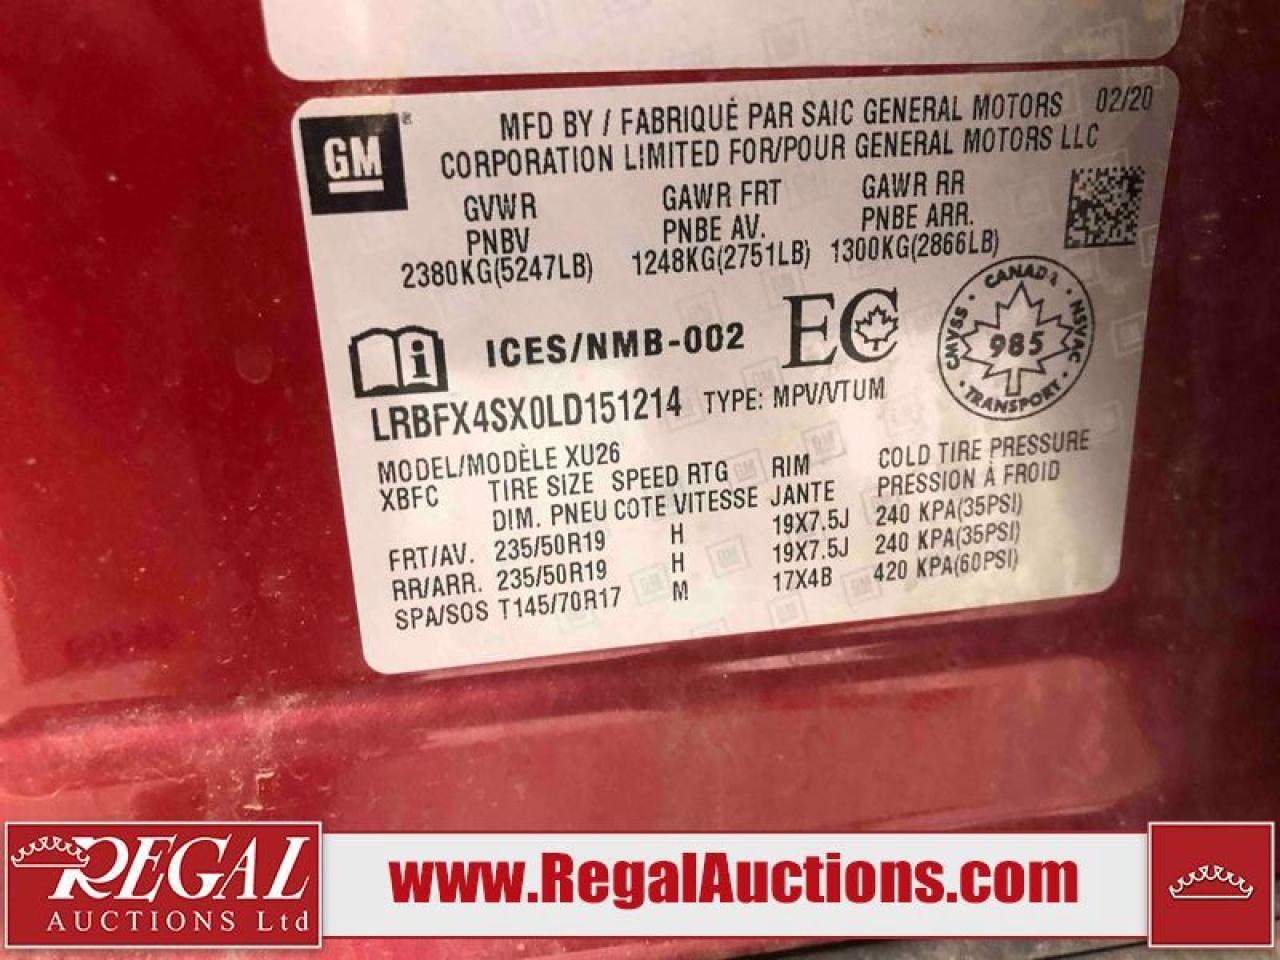 GM
MFD BY / FABRIQUÉ PAR SAIC GENERAL MOTORS 02/20
CORPORATION LIMITED FOR/POUR GENERAL MOTORS LLC
GVWR GAWR FRT GAWR RR
PNBV PNBE AV. PNBE ARR.
2380KG(5247LB) 1248KG(2751LB) 1300KG(2866LB)
i ICES/NMB-002 EC
CANADA
CMVSS 985 NSVAC
TRANSPORT
LRBFX4SX0LD151214 TYPE: MPV/VTUM
MODEL/MODÈLE XU26
XBFC TIRE SIZE SPEED RTG RIM COLD TIRE PRESSURE
DIM. PNEU COTE VITESSE JANTE PRESSION À FROID
FRT/AV. 235/50R19 H 19X7.5J 240 KPA(35PSI)
RR/ARR. 235/50R19 H 19X7.5J 240 KPA(35PSI)
SPA/SOS T145/70R17 M 17X4B 420 KPA(60PSI)
REGAL
AUCTIONS Ltd
www.RegalAuctions.com